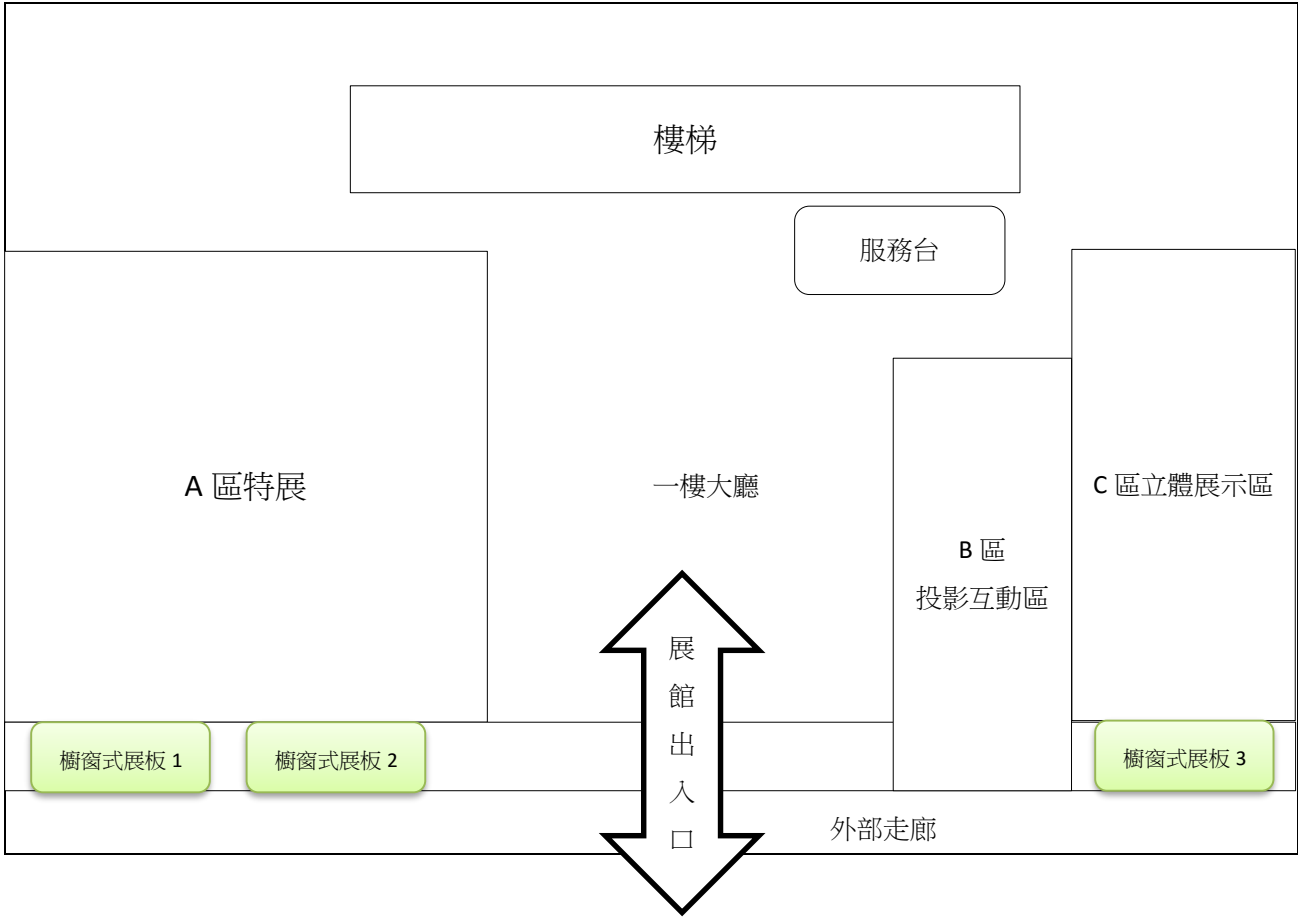 樓梯
服務台
A 區特展
一樓大廳
C 區立體展示區
B 區
投影互動區
展
館
出
入
口
櫥窗式展板 1
櫥窗式展板 2
櫥窗式展板 3
外部走廊